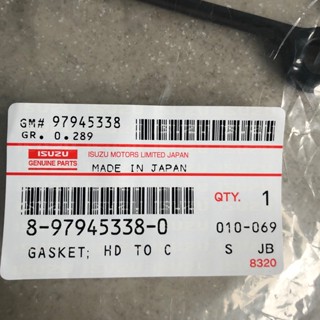 GM# 97945338
GR. 0.289
ISUZU
GENUINE PARTS
ISUZU MOTORS LIMITED JAPAN
MADE IN JAPAN
QTY. 1
8-97945338-0
010-069
GASKET; HD TO C
S JB
8320